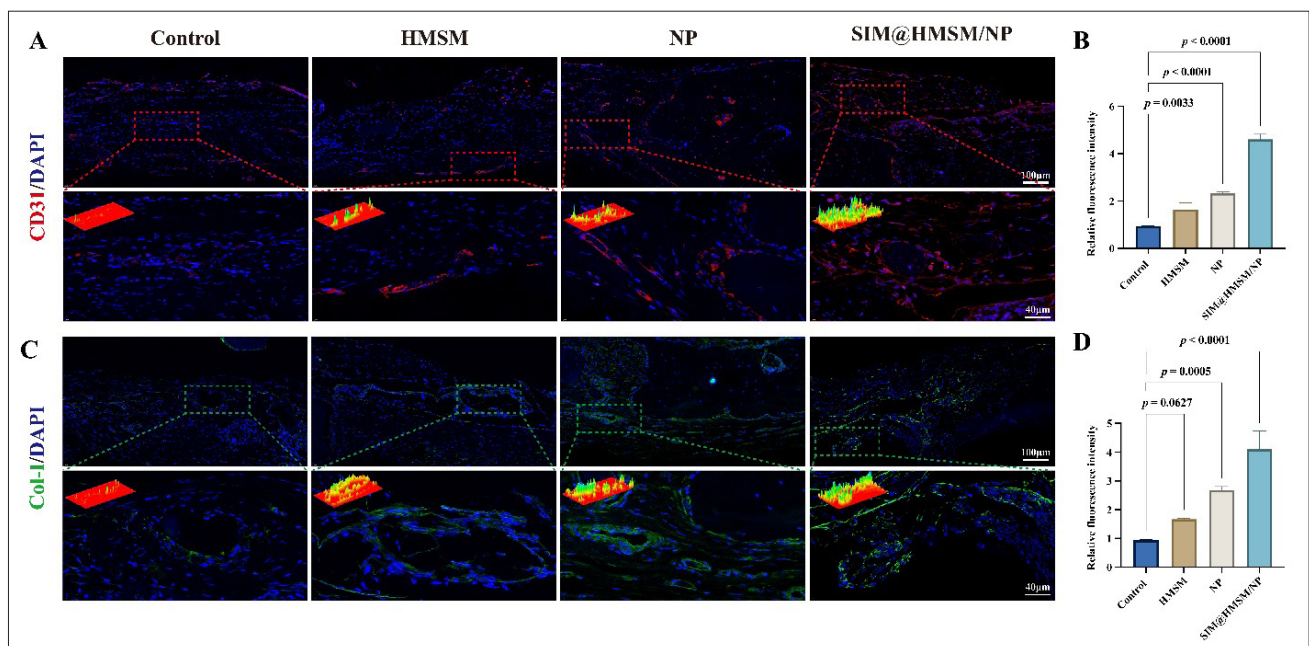 A
Control
HMSM
NP
SIM@HMSM/NP
CD31/DAPI
100μm
40μm
B
p < 0.0001
p < 0.0001
p = 0.0033
Relative fluorescence intensity
6
4
2
0
Control
HMSM
NP
SIM@HMSM/NP
C
Col-I/DAPI
100μm
40μm
D
p < 0.0001
p = 0.0005
p = 0.0627
Relative fluorescence intensity
5
4
3
2
1
0
Control
HMSM
NP
SIM@HMSM/NP